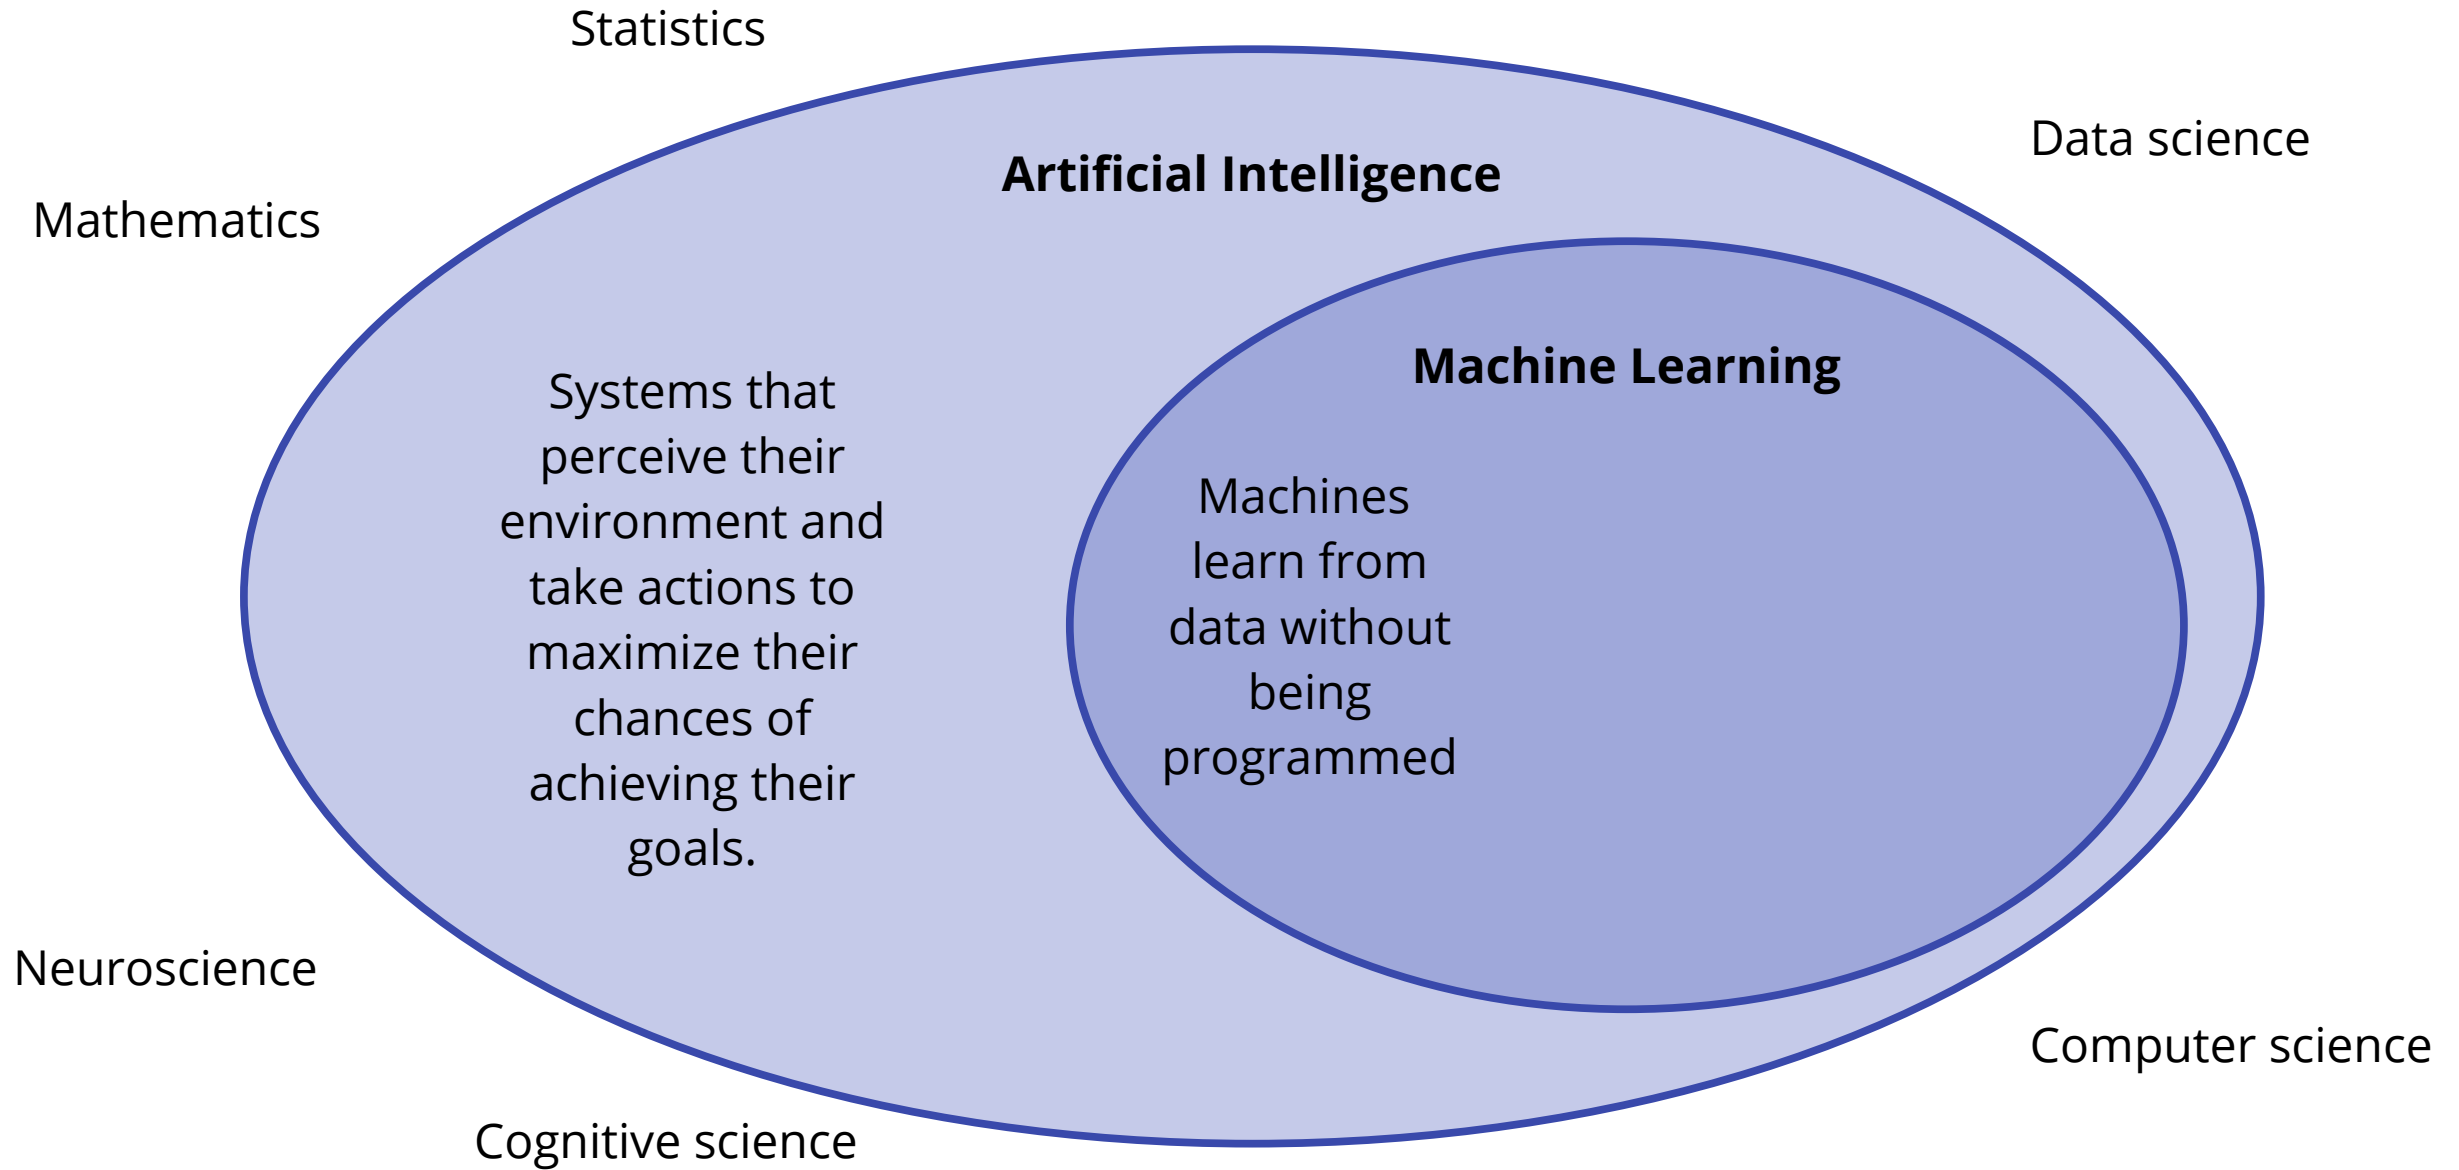 Statistics
Data science
Artificial Intelligence
Mathematics
Machine Learning
Systems that
perceive their
environment and
take actions to
maximize their
chances of
achieving their
goals.
Machines
learn from
data without
being
programmed
Neuroscience
Computer science
Cognitive science